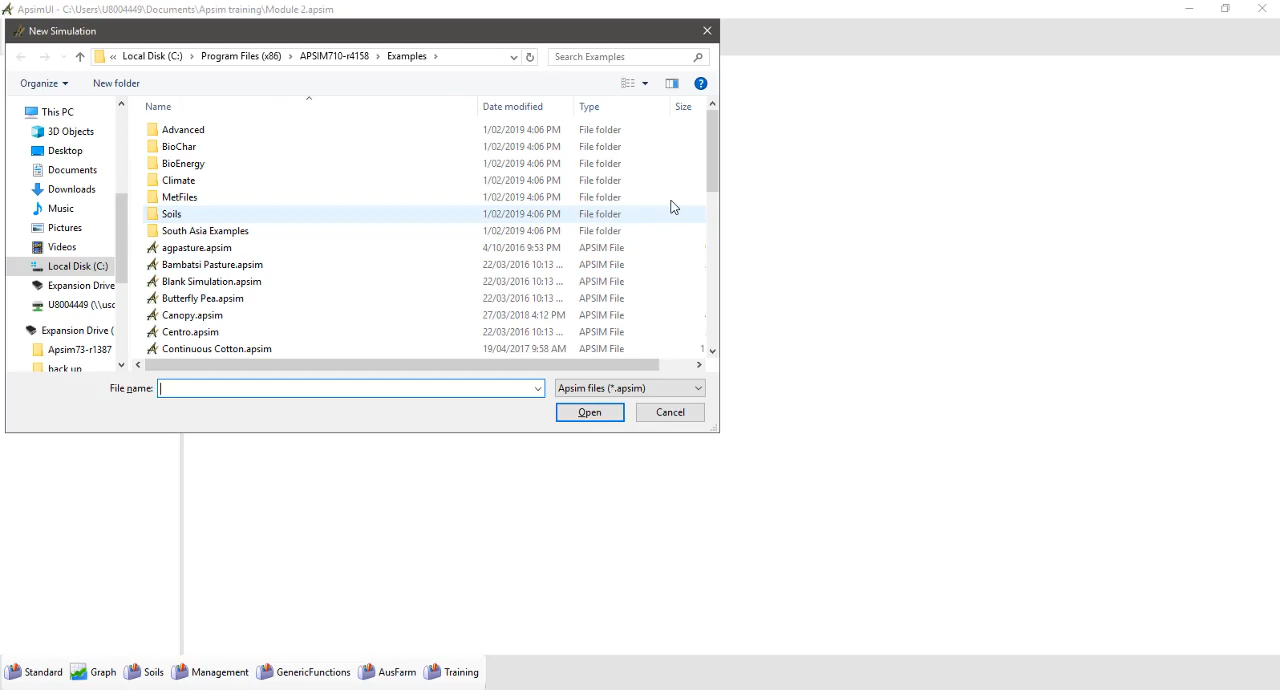 ApsimUI - C:\Users\U8004449\Documents\Apsim training\Module 2.apsim
New Simulation
« Local Disk (C:) › Program Files (x86) › APSIM710-r4158 › Examples ›
Search Examples
Organize
New folder
Name Date modified Type Size
This PC
3D Objects
Desktop
Documents
Downloads
Music
Pictures
Videos
Local Disk (C:)
Expansion Drive
U8004449 (\\usc
Expansion Drive (
Apsim73-r1387
back up
Advanced 1/02/2019 4:06 PM File folder
BioChar 1/02/2019 4:06 PM File folder
BioEnergy 1/02/2019 4:06 PM File folder
Climate 1/02/2019 4:06 PM File folder
MetFiles 1/02/2019 4:06 PM File folder
Soils 1/02/2019 4:06 PM File folder
South Asia Examples 1/02/2019 4:06 PM File folder
agpasture.apsim 4/10/2016 9:53 PM APSIM File
Bambatsi Pasture.apsim 22/03/2016 10:13 ... APSIM File
Blank Simulation.apsim 22/03/2016 10:13 ... APSIM File
Butterfly Pea.apsim 22/03/2016 10:13 ... APSIM File
Canopy.apsim 27/03/2018 4:12 PM APSIM File
Centro.apsim 22/03/2016 10:13 ... APSIM File
Continuous Cotton.apsim 19/04/2017 9:58 AM APSIM File 1
File name:
Apsim files (*.apsim)
Open
Cancel
Standard Graph Soils Management GenericFunctions AusFarm Training